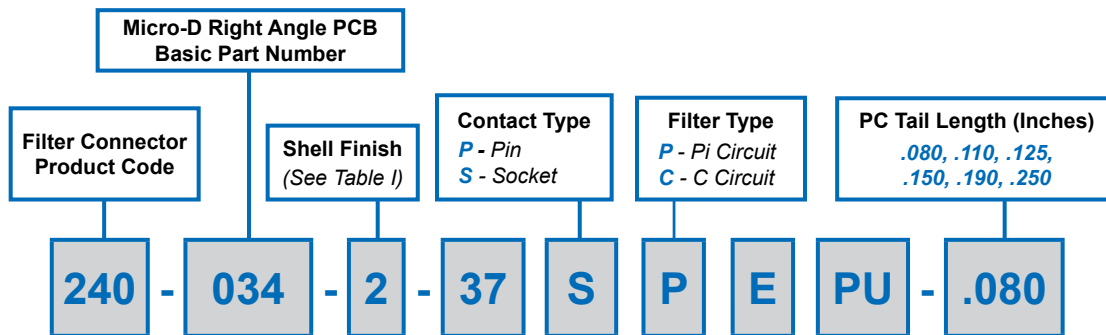 Micro-D Right Angle PCB
Basic Part Number
Filter Connector
Product Code
Shell Finish
(See Table I)
Contact Type
P - Pin
S - Socket
Filter Type
P - Pi Circuit
C - C Circuit
PC Tail Length (Inches)
.080, .110, .125,
.150, .190, .250
240 - 034 - 2 - 37 S P E PU - .080